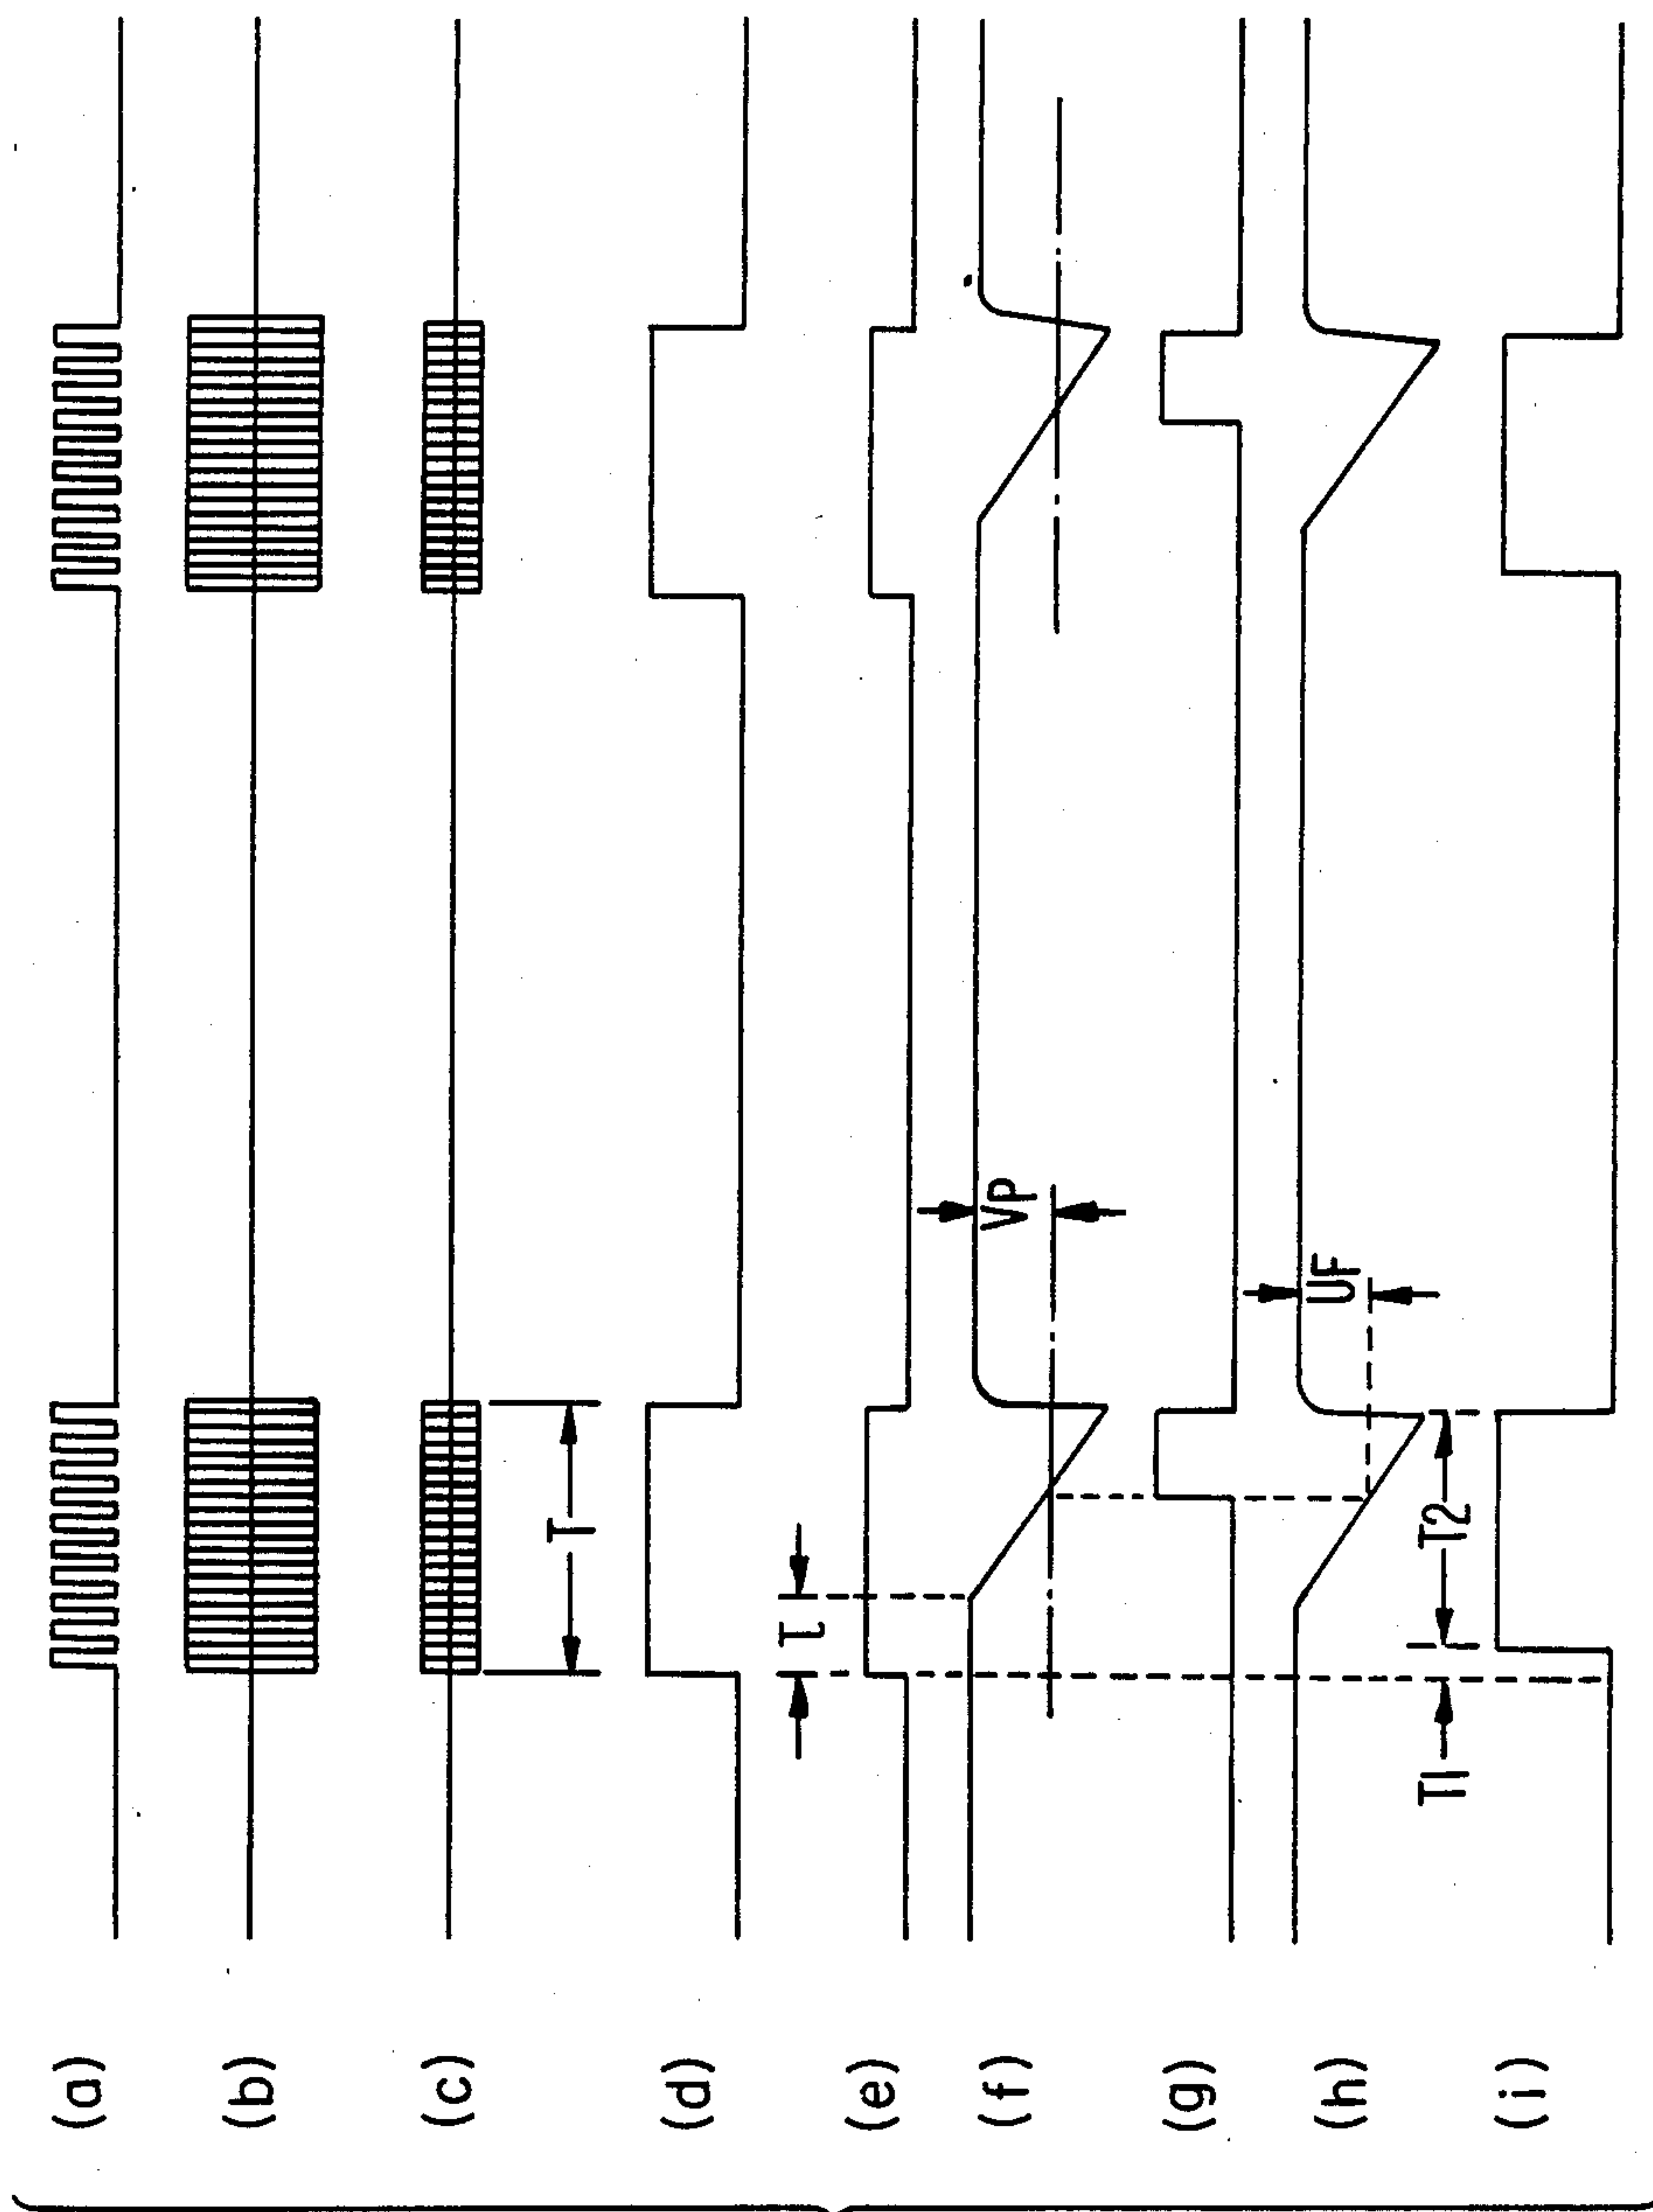 (a)
(b)
(c)
T
(d)
τ
(e)
VP
(f)
(g)
UF
(h)
T1 T2
(i)